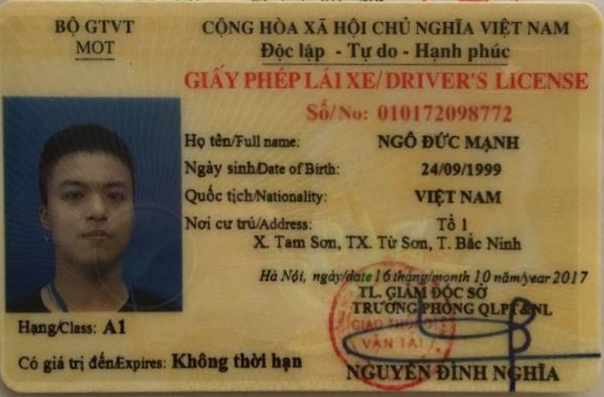 BỘ GTVT
MOT
CỘNG HÒA XÃ HỘI CHỦ NGHĨA VIỆT NAM
Độc lập - Tự do - Hạnh phúc
GIẤY PHÉP LÁI XE/ DRIVER'S LICENSE
Số/No: 010172098772
Họ tên/Full name: NGÔ ĐỨC MẠNH
Ngày sinh/Date of Birth: 24/09/1999
Quốc tịch/Nationality: VIỆT NAM
Nơi cư trú/Address: Tổ 1
X. Tam Sơn, TX. Từ Sơn, T. Bắc Ninh
Hà Nội, ngày/date 16 tháng/month 10 năm/year 2017
TL. GIÁM ĐỐC SỞ
TRƯỞNG PHÒNG QLPT&NL
GIAO THÔNG
VẬN TẢI
Hạng/Class: A1
Có giá trị đến/Expires: Không thời hạn
NGUYỄN ĐÌNH NGHĨA